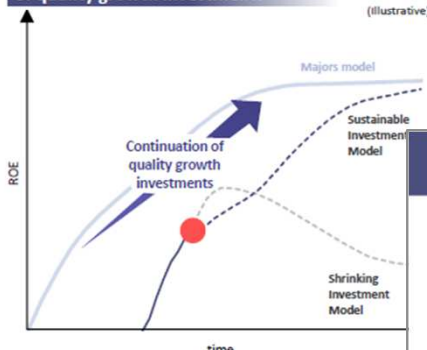 (Illustrative)
Majors model
Sustainable
Investment
Model
Continuation of
quality growth
investments
ROE
Shrinking
Investment
Model
time